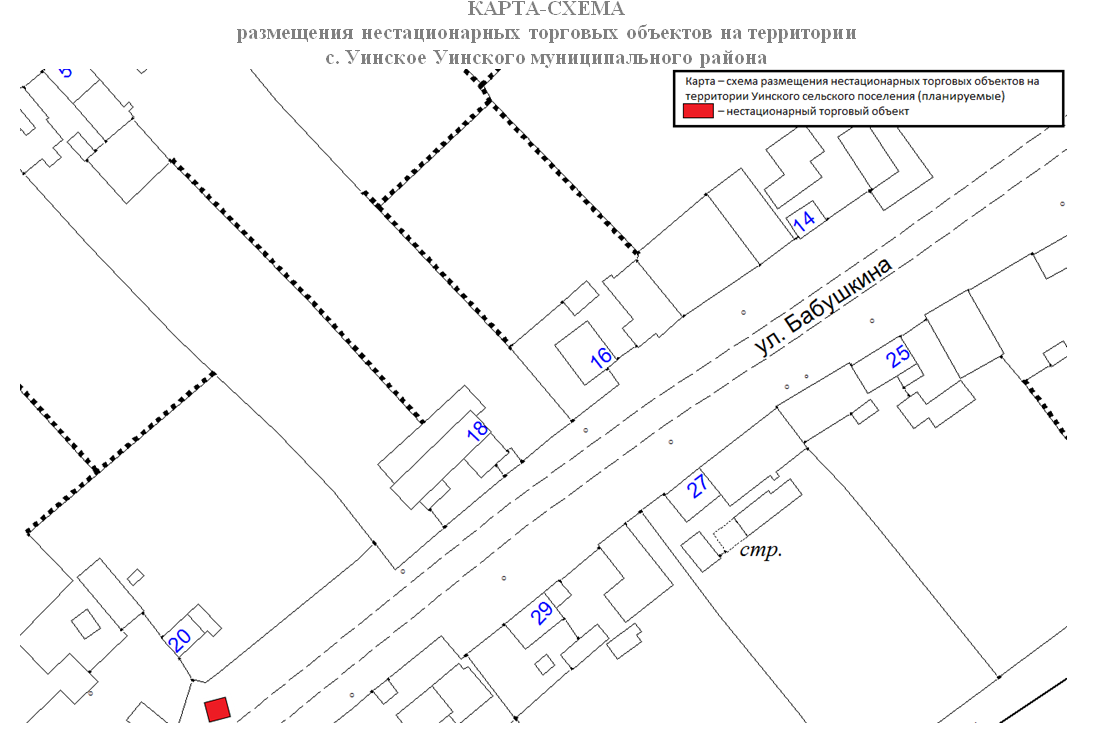 КАРТА-СХЕМА
размещения нестационарных торговых объектов на территории
с. Уинское Уинского муниципального района
Карта – схема размещения нестационарных торговых объектов на
территории Уинского сельского поселения (планируемые)
– нестационарный торговый объект
5
14
ул. Бабушкина
16
25
18
27
стр.
29
20